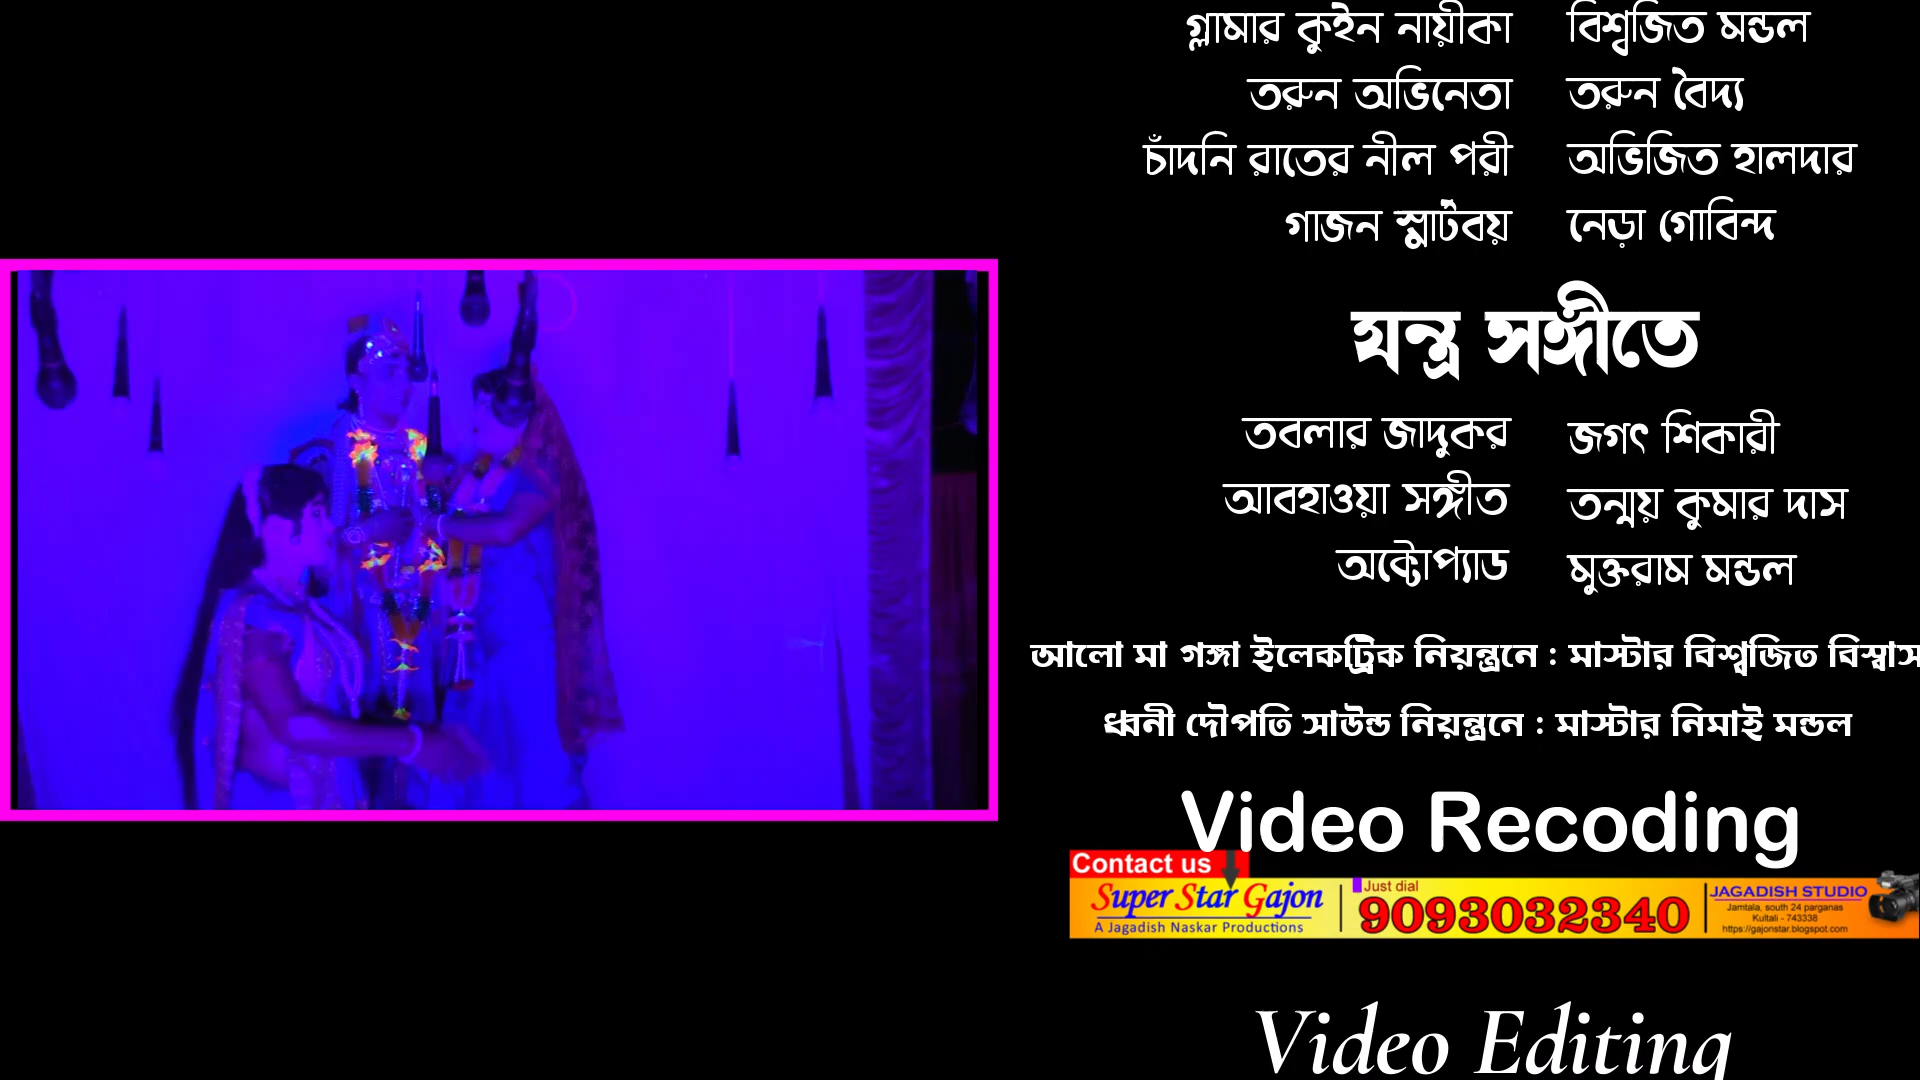 গ্লামার কুইন নায়ীকা বিশ্বজিত মন্ডল
তরুন অভিনেতা তরুন বৈদ্য
চাঁদনি রাতের নীল পরী অভিজিত হালদার
গাজন স্মার্টবয় নেড়া গোবিন্দ
যন্ত্র সঙ্গীতে
তবলার জাদুকর জগৎ শিকারী
আবহাওয়া সঙ্গীত তন্ময় কুমার দাস
অক্টোপ্যাড মুক্তরাম মন্ডল
আলো মা গঙ্গা ইলেকট্রিক নিয়ন্ত্রনে : মাস্টার বিশ্বজিত বিস্বাস
ধ্বনী দৌপতি সাউন্ড নিয়ন্ত্রনে : মাস্টার নিমাই মন্ডল
Video Recoding
Contact us
Super Star Gajon
A Jagadish Naskar Productions
Just dial
9093032340
JAGADISH STUDIO
Jamtala, south 24 parganas
Kultali - 743338
https://gajonstar.blogspot.com
Video Editing